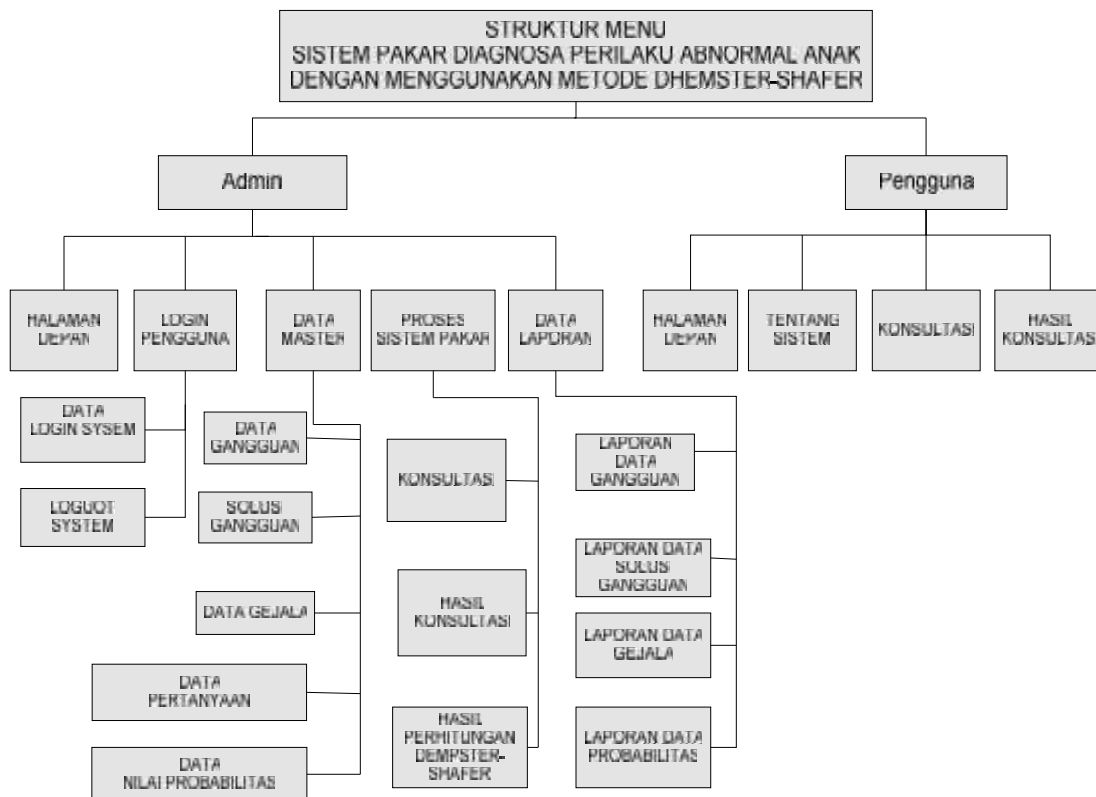 STRUKTUR MENU
SISTEM PAKAR DIAGNOSA PERILAKU ABNORMAL ANAK
DENGAN MENGGUNAKAN METODE DHEMSTER-SHAFER
Admin
Pengguna
HALAMAN
DEPAN
LOGIN
PENGGUNA
DATA
MASTER
PROSES
SISTEM PAKAR
DATA
LAPORAN
HALAMAN
DEPAN
TENTANG
SISTEM
KONSULTASI
HASIL
KONSULTASI
DATA
LOGIN SYSEM
LOGUOT
SYSTEM
DATA
GANGGUAN
SOLUSI
GANGGUAN
DATA GEJALA
DATA
PERTANYAAN
DATA
NILAI PROBABILITAS
KONSULTASI
HASIL
KONSULTASI
HASIL
PERHITUNGAN
DEMPSTER-
SHAFER
LAPORAN
DATA
GANGGUAN
LAPORAN DATA
SOLUSI
GANGGUAN
LAPORAN DATA
GEJALA
LAPORAN DATA
PROBABILITAS